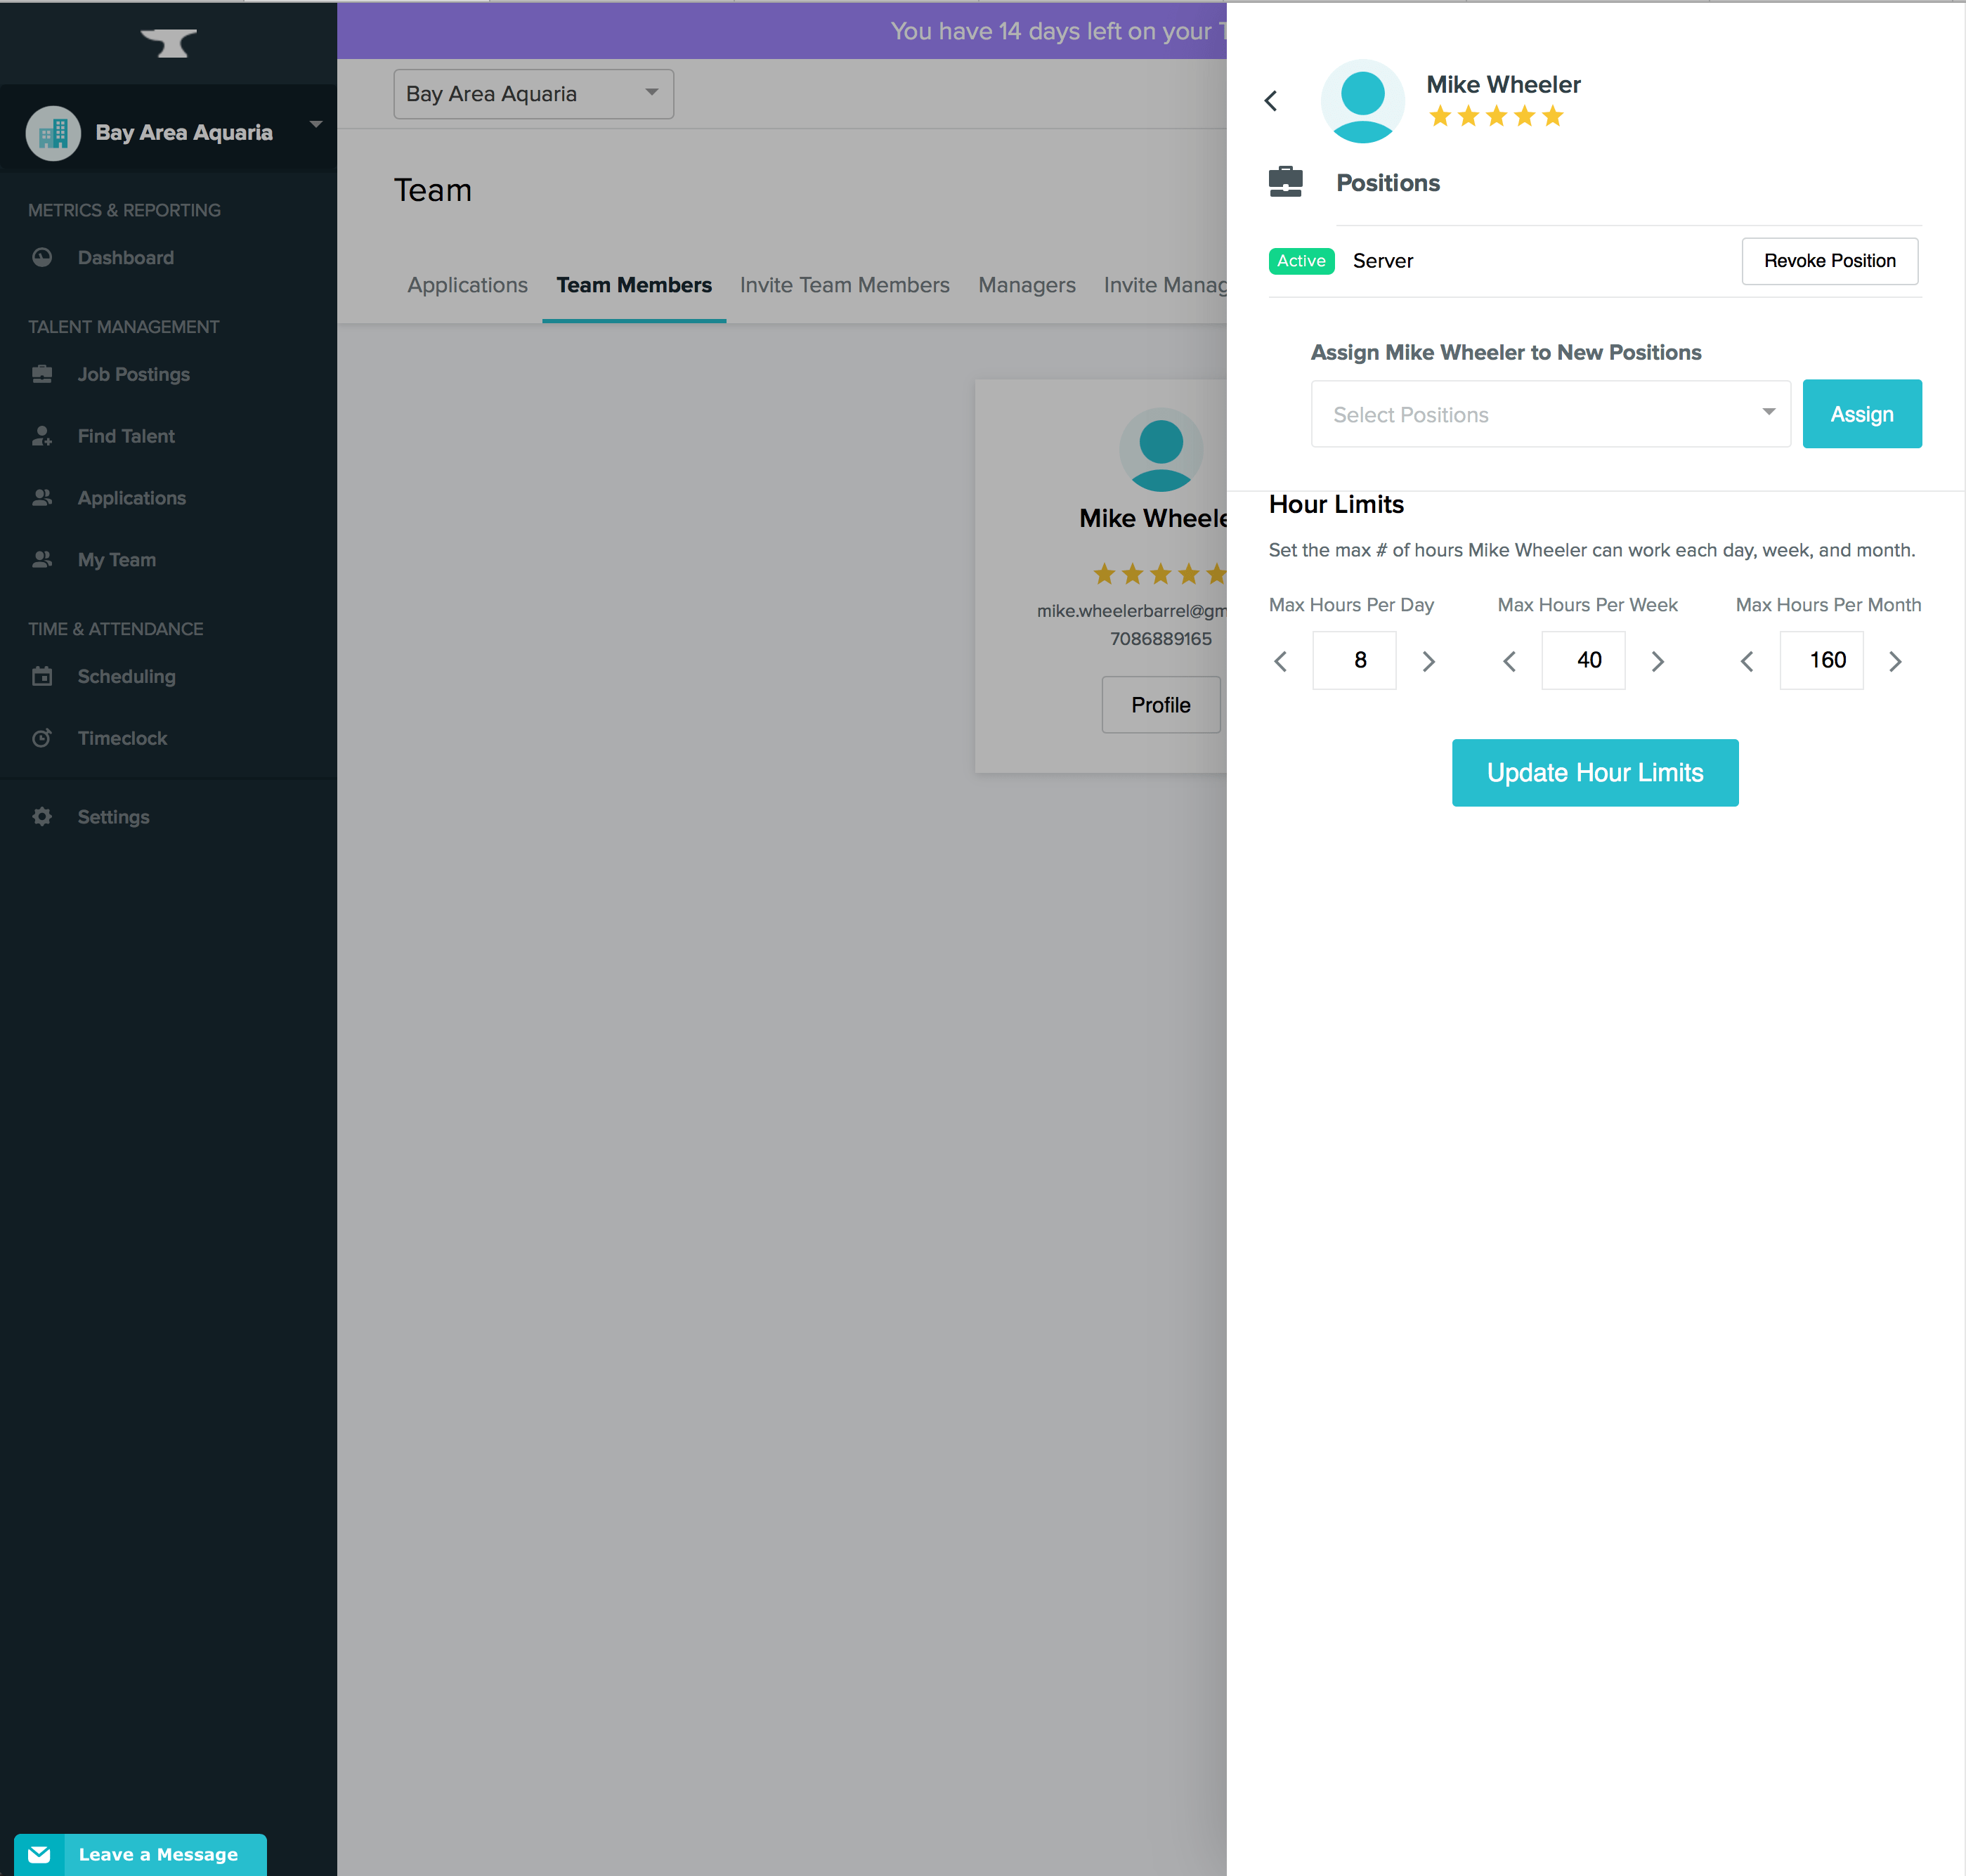 Bay Area Aquaria
METRICS & REPORTING
Dashboard
TALENT MANAGEMENT
Job Postings
Find Talent
Applications
My Team
TIME & ATTENDANCE
Scheduling
Timeclock
Settings
Leave a Message
You have 14 days left on your
Bay Area Aquaria
Team
Applications Team Members Invite Team Members Managers Invite Manag
Mike Wheele
mike.wheelerbarrel@gm
7086889165
Profile
Mike Wheeler
Positions
Active Server Revoke Position
Assign Mike Wheeler to New Positions
Select Positions Assign
Hour Limits
Set the max # of hours Mike Wheeler can work each day, week, and month.
Max Hours Per Day Max Hours Per Week Max Hours Per Month
8 40 160
Update Hour Limits